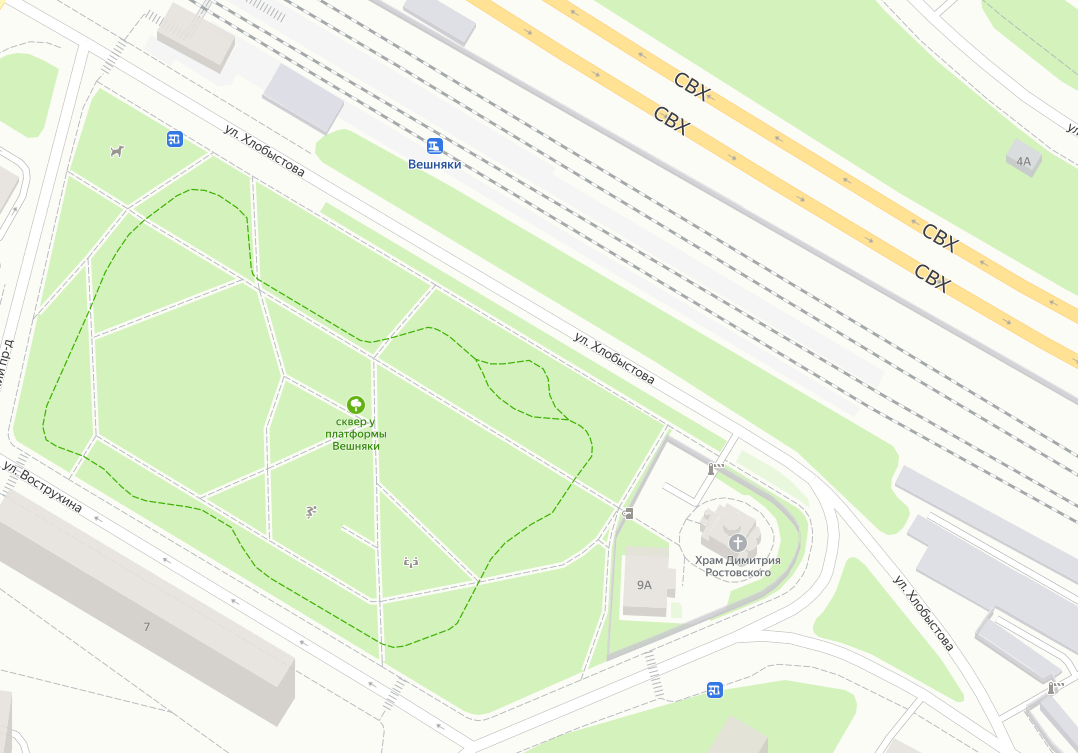 СВХ
СВХ
ул. Хлобыстова
Вешняки
4А
СВХ
СВХ
ул. Хлобыстова
сквер у
платформы
Вешняки
ул. Вострухина
Храм Димитрия
Ростовского
9А
ул. Хлобыстова
7